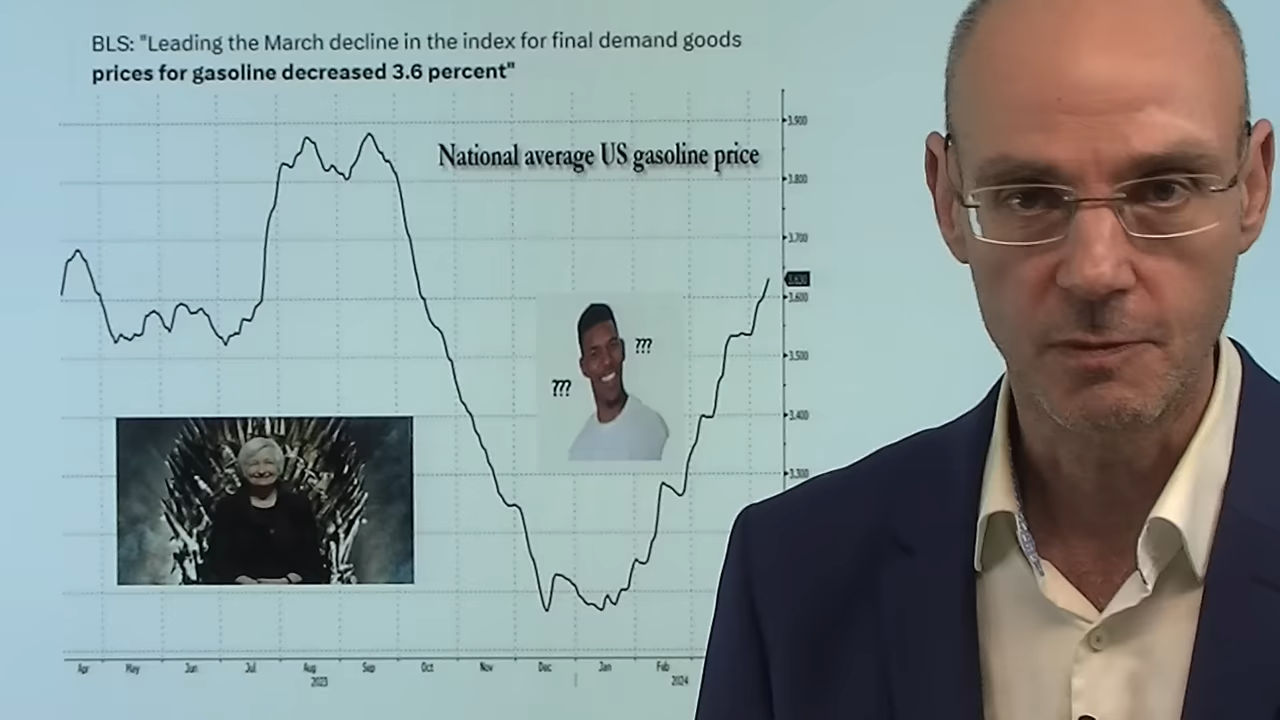 BLS: "Leading the March decline in the index for final demand goods
prices for gasoline decreased 3.6 percent"
National average US gasoline price
3.900
3.800
3.700
3.600
3.500
3.400
3.300
???
???
Apr May Jun Jul Aug Sep Oct Nov Dec Jan Feb
2023 2024